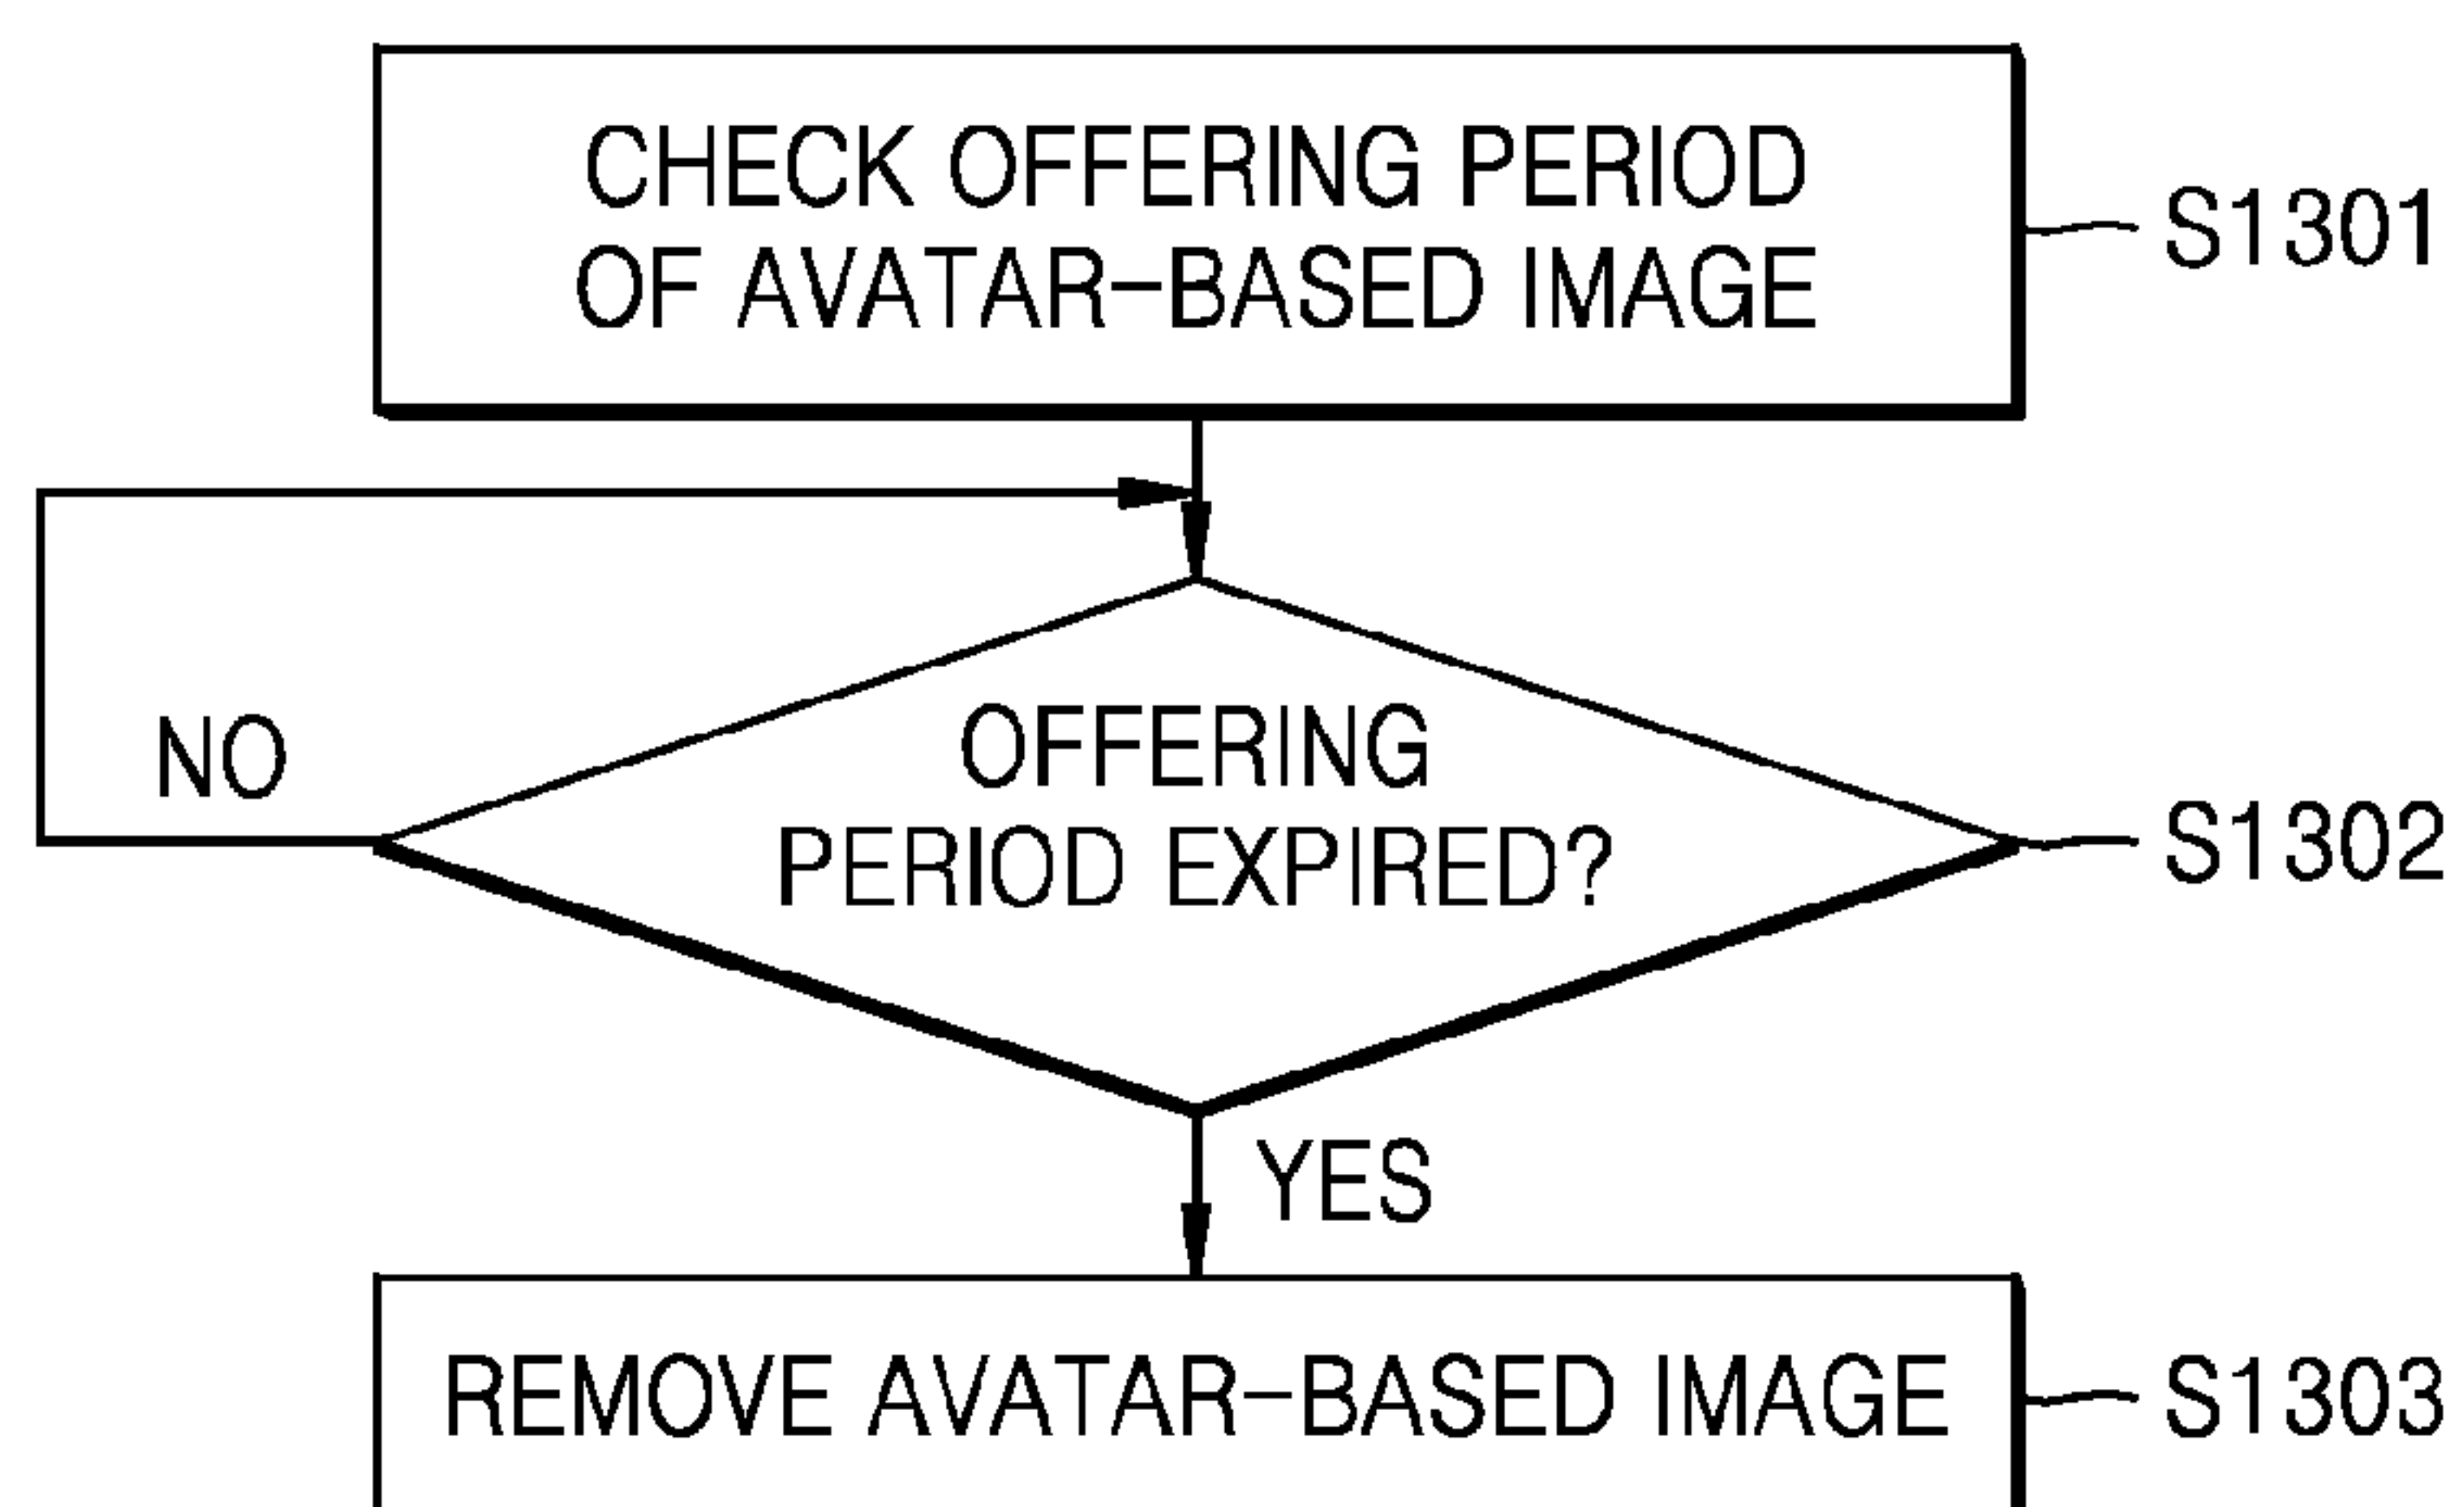 CHECK OFFERING PERIOD
OF AVATAR-BASED IMAGE
S1301
OFFERING
PERIOD EXPIRED?
NO
S1302
YES
REMOVE AVATAR-BASED IMAGE
S1303